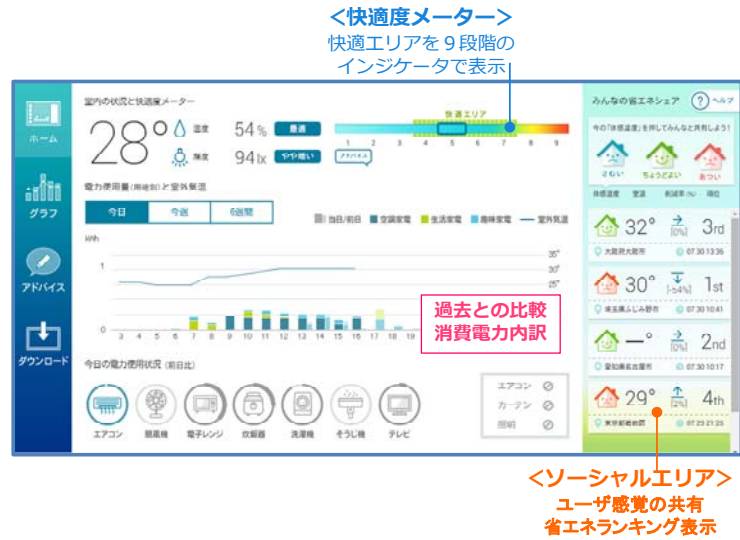 <快適度メーター>
快適エリアを９段階の
インジケータで表示
室内の状況と快適度メーター
みんなの省エネシェア ? ヘルプ
ホーム
28°
湿度 54% 最適
照度 94lx やや暗い
快適エリア
1 2 3 4 5 6 7 8 9
アドバイス
今の「体感温度」を押してみんなと共有しよう!
さむい ちょうどよい あつい
体感温度 室温 削減率(%) 順位
電力使用量(用途別)と室外気温
グラフ
今日 今週 6週間
当日/前日 空調家電 生活家電 趣味家電 室外気温
kWh
1
0
35°
30°
25°
3 4 5 6 7 8 9 10 11 12 13 14 15 16 17 18 19
過去との比較
消費電力内訳
アドバイス
ダウンロード
32° [0%] 3rd
大阪府大阪市 07.30 13:36
30° [-54%] 1st
埼玉県ふじみ野市 07.30 10:41
—° [0%] 2nd
愛知県名古屋市 07.30 10:17
29° [2%] 4th
今日の電力使用状況(前日比)
エアコン 扇風機 電子レンジ 炊飯器 洗濯機 そうじ機 テレビ
エアコン
カーテン
照明
<ソーシャルエリア>
ユーザ感覚の共有
省エネランキング表示